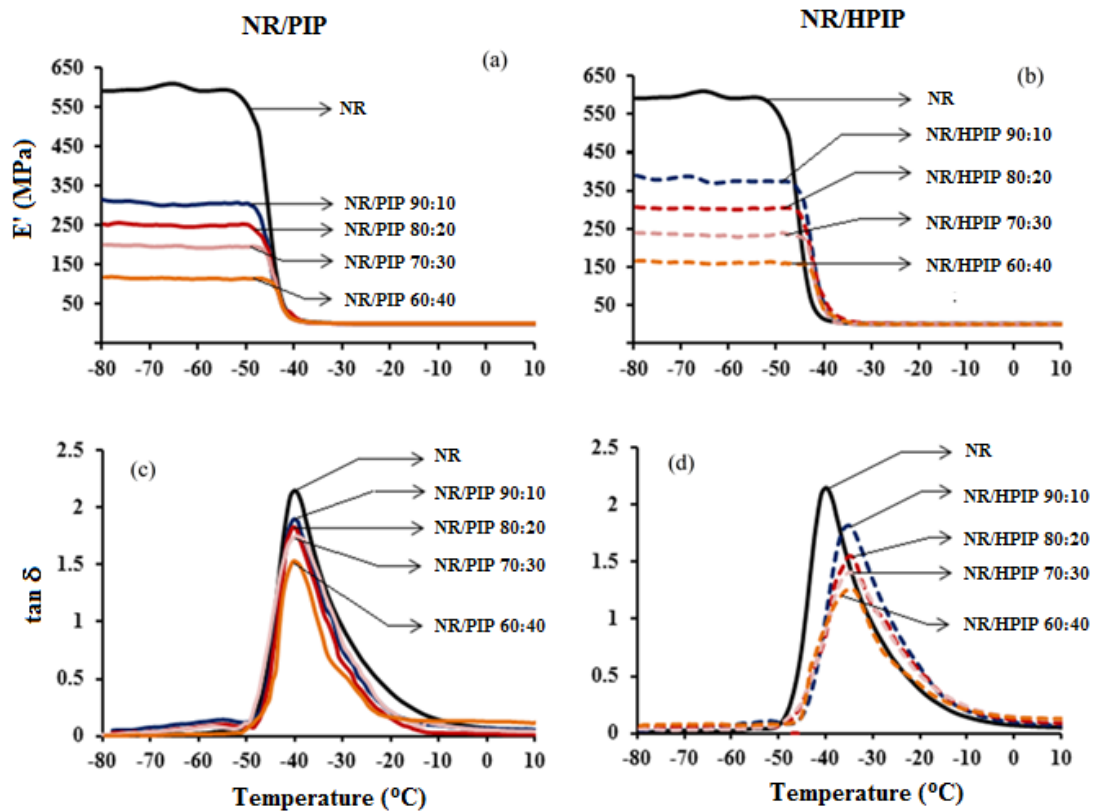 NR/PIP
NR/HPIP
(a)
650
550
450
350
250
150
50
E' (MPa)
NR
NR/PIP 90:10
NR/PIP 80:20
NR/PIP 70:30
NR/PIP 60:40
-80 -70 -60 -50 -40 -30 -20 -10 0 10
(b)
650
550
450
350
250
150
50
NR
NR/HPIP 90:10
NR/HPIP 80:20
NR/HPIP 70:30
NR/HPIP 60:40
-80 -70 -60 -50 -40 -30 -20 -10 0 10
(c)
2.5
2
1.5
1
0.5
0
tan δ
NR
NR/PIP 90:10
NR/PIP 80:20
NR/PIP 70:30
NR/PIP 60:40
-80 -70 -60 -50 -40 -30 -20 -10 0 10
Temperature (°C)
(d)
2.5
2
1.5
1
0.5
0
NR
NR/HPIP 90:10
NR/HPIP 80:20
NR/HPIP 70:30
NR/HPIP 60:40
-80 -70 -60 -50 -40 -30 -20 -10 0 10
Temperature (°C)